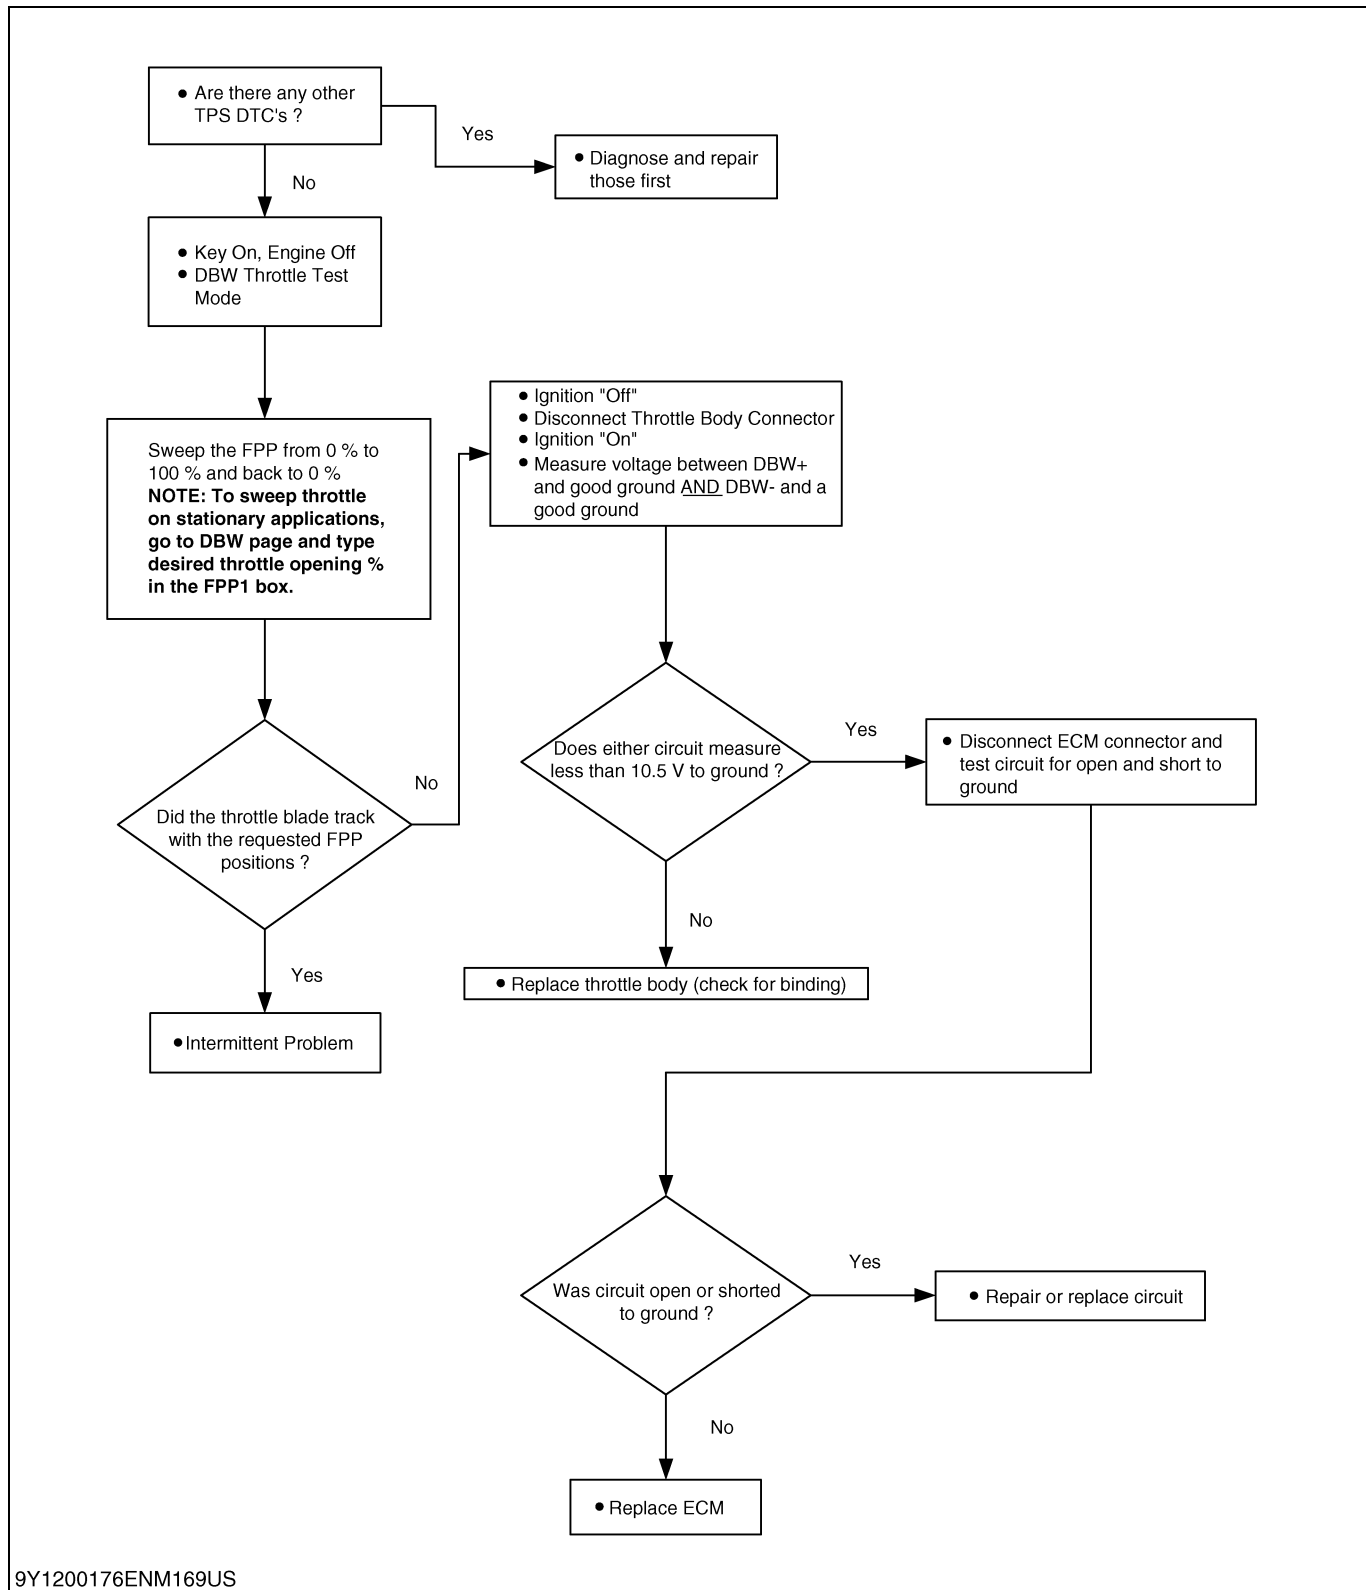 ● Are there any other
TPS DTC's ?
Yes
● Diagnose and repair
those first
No
● Key On, Engine Off
● DBW Throttle Test
Mode
Sweep the FPP from 0 % to
100 % and back to 0 %
NOTE: To sweep throttle
on stationary applications,
go to DBW page and type
desired throttle opening %
in the FPP1 box.
Did the throttle blade track
with the requested FPP
positions ?
No
Yes
● Intermittent Problem
● Ignition "Off"
● Disconnect Throttle Body Connector
● Ignition "On"
● Measure voltage between DBW+
and good ground AND DBW- and a
good ground
Does either circuit measure
less than 10.5 V to ground ?
Yes
● Disconnect ECM connector and
test circuit for open and short to
ground
No
● Replace throttle body (check for binding)
Was circuit open or shorted
to ground ?
Yes
● Repair or replace circuit
No
● Replace ECM
9Y1200176ENM169US